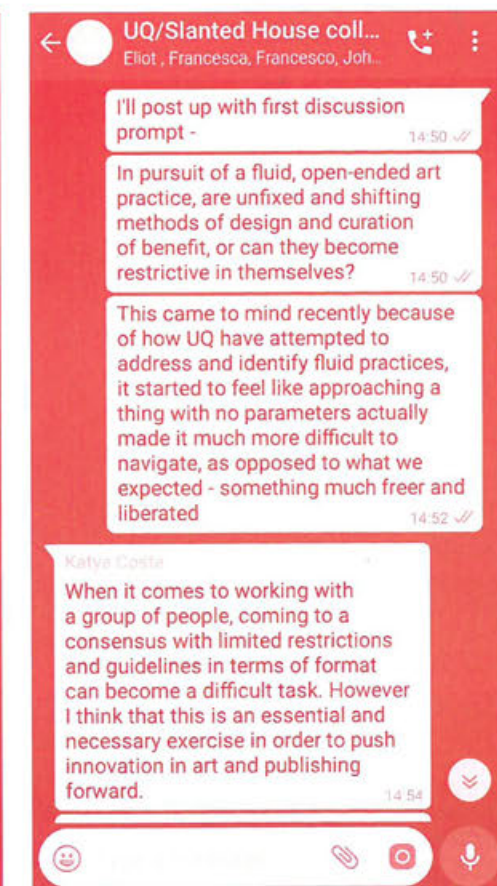 UQ/Slanted House coll...
Eliot , Francesca, Francesco, Joh...
I'll post up with first discussion
prompt -
14:50
In pursuit of a fluid, open-ended art
practice, are unfixed and shifting
methods of design and curation
of benefit, or can they become
restrictive in themselves?
14:50
This came to mind recently because
of how UQ have attempted to
address and identify fluid practices,
it started to feel like approaching a
thing with no parameters actually
made it much more difficult to
navigate, as opposed to what we
expected - something much freer and
liberated
14:52
Katya Coste
When it comes to working with
a group of people, coming to a
consensus with limited restrictions
and guidelines in terms of format
can become a difficult task. However
I think that this is an essential and
necessary exercise in order to push
innovation in art and publishing
forward.
14:54